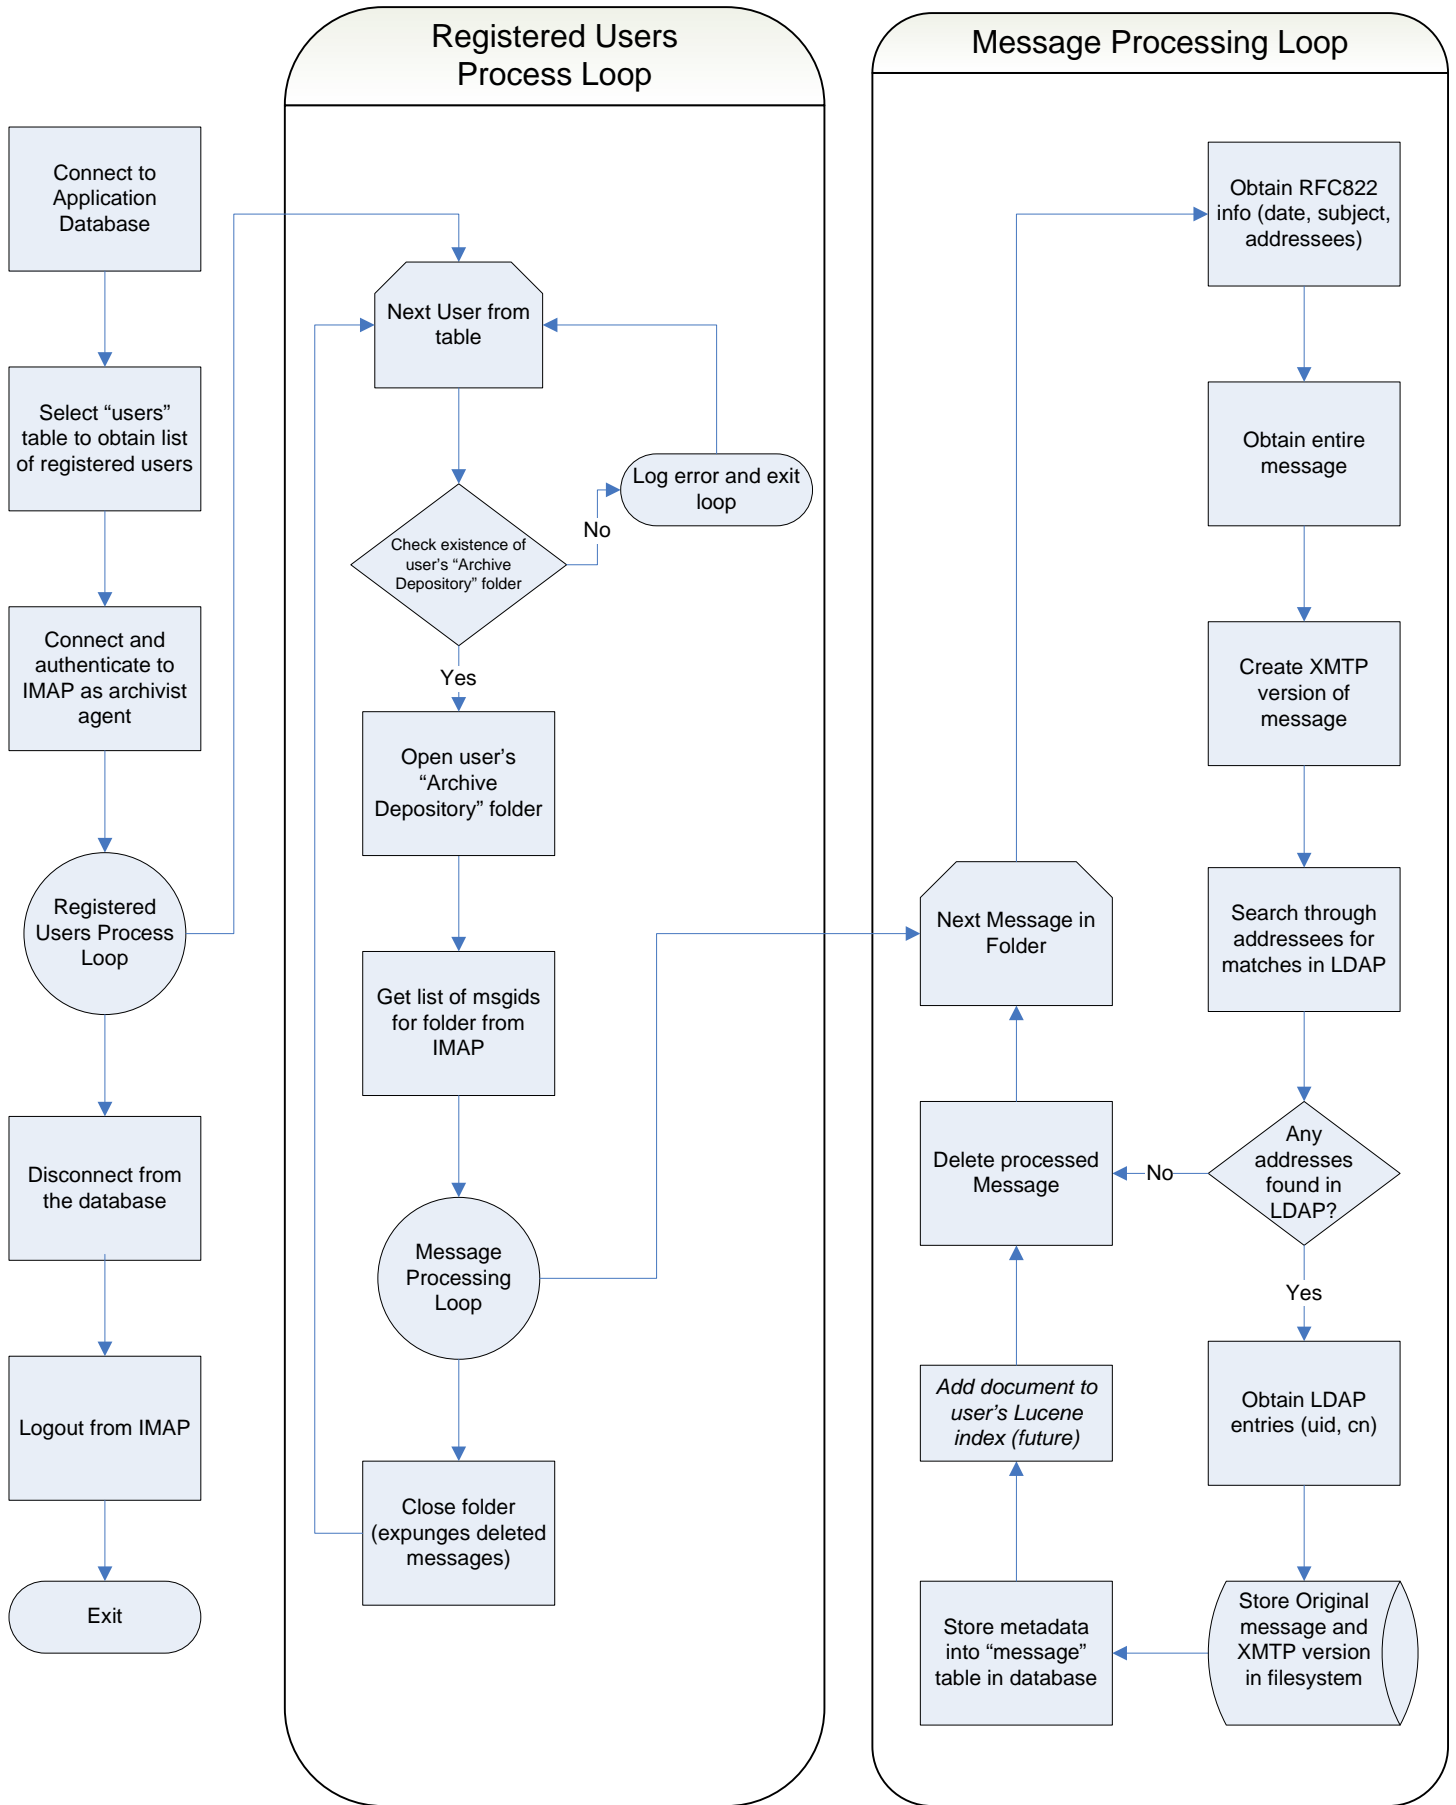 Connect to
Application
Database
Select “users”
table to obtain list
of registered users
Connect and
authenticate to
IMAP as archivist
agent
Registered
Users Process
Loop
Disconnect from
the database
Logout from IMAP
Exit
Registered Users
Process Loop
Next User from
table
Log error and exit
loop
No
Check existence of
user’s “Archive
Depository” folder
Yes
Open user’s
“Archive
Depository” folder
Get list of msgids
for folder from
IMAP
Message
Processing
Loop
Close folder
(expunges deleted
messages)
Message Processing Loop
Next Message in
Folder
Obtain RFC822
info (date, subject,
addressees)
Obtain entire
message
Create XMTP
version of
message
Search through
addressees for
matches in LDAP
Any
addresses
found in
LDAP?
No
Delete processed
Message
Yes
Obtain LDAP
entries (uid, cn)
Store Original
message and
XMTP version
in filesystem
Store metadata
into “message”
table in database
Add document to
user’s Lucene
index (future)